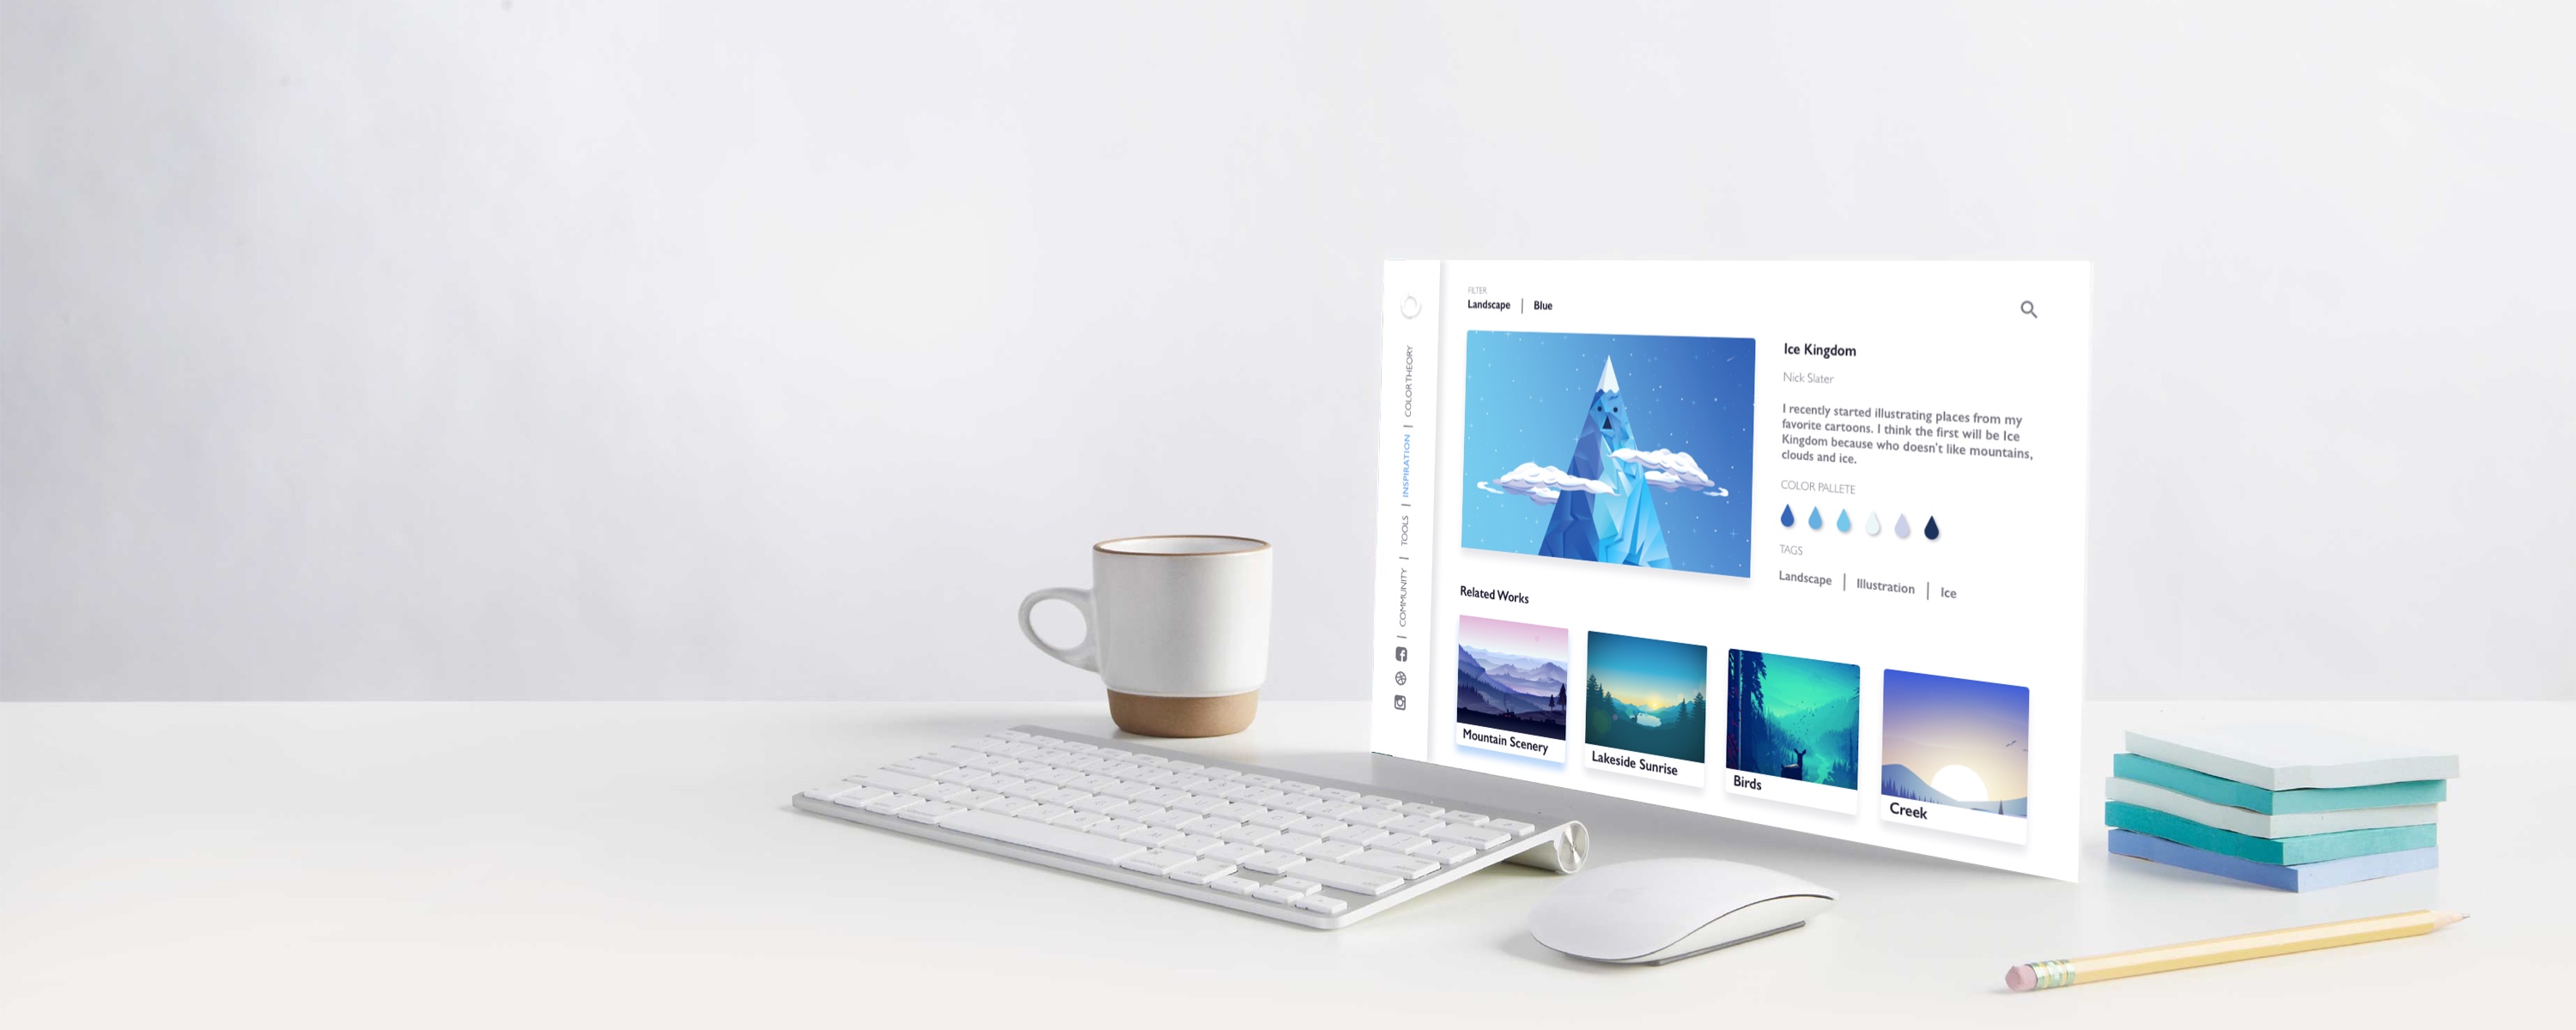 FILTER
Landscape | Blue
COLOR THEORY
INSPIRATION
TOOLS
COMMUNITY
Ice Kingdom
Nick Slater
I recently started illustrating places from my
favorite cartoons. I think the first will be Ice
Kingdom because who doesn't like mountains,
clouds and ice.
COLOR PALLETE
TAGS
Landscape | Illustration | Ice
Related Works
Mountain Scenery
Lakeside Sunrise
Birds
Creek